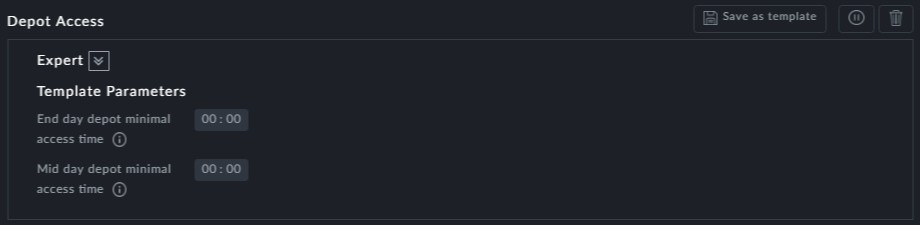 Depot Access
Save as template
Expert
Template Parameters
End day depot minimal
access time
00 : 00
Mid day depot minimal
access time
00 : 00